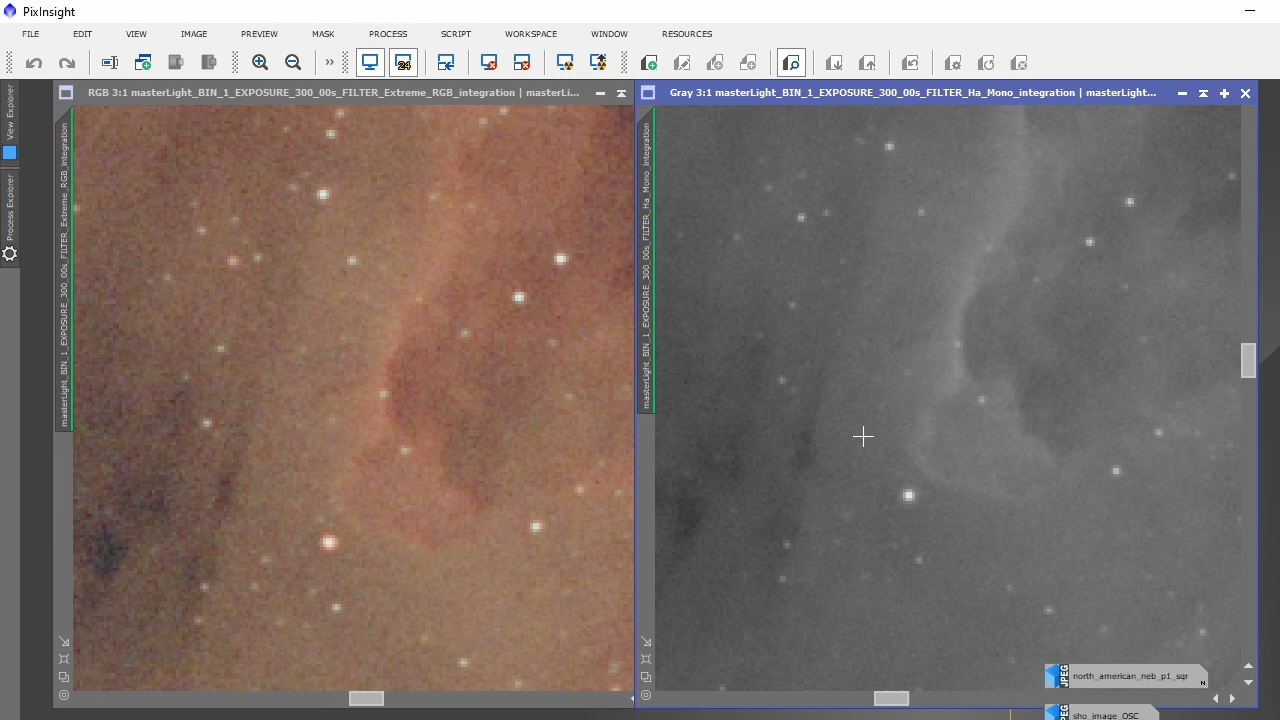 PixInsight
FILE EDIT VIEW IMAGE PREVIEW MASK PROCESS SCRIPT WORKSPACE WINDOW RESOURCES
24
View Explorer
Process Explorer
RGB 3:1 masterLight_BIN_1_EXPOSURE_300_00s_FILTER_Extreme_RGB_integration | masterLi...
masterLight_BIN_1_EXPOSURE_300_00s_FILTER_Extreme_RGB_integration
Gray 3:1 masterLight_BIN_1_EXPOSURE_300_00s_FILTER_Ha_Mono_integration | masterLight...
masterLight_BIN_1_EXPOSURE_300_00s_FILTER_Ha_Mono_integration
JPEG north_american_neb_p1_sqr N
JPEG sho_image_OSC